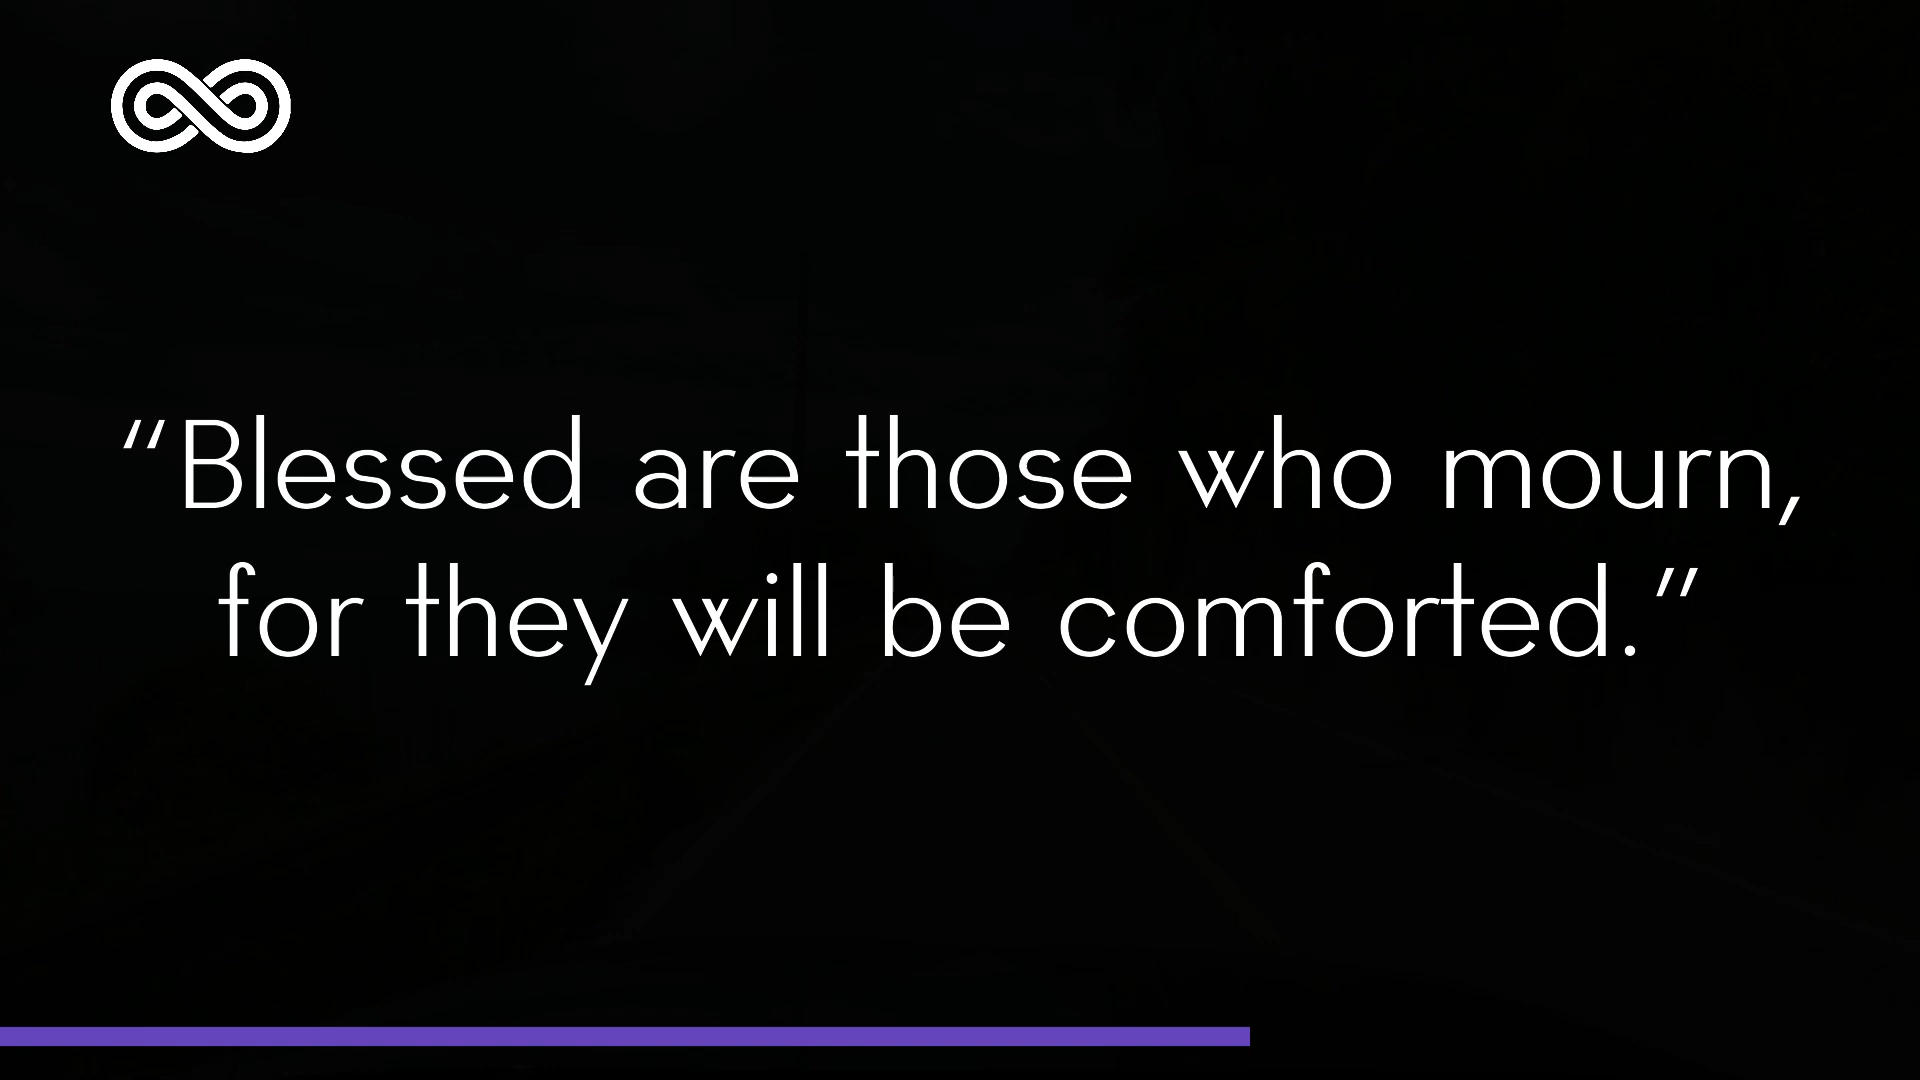 “Blessed are those who mourn,
for they will be comforted.”